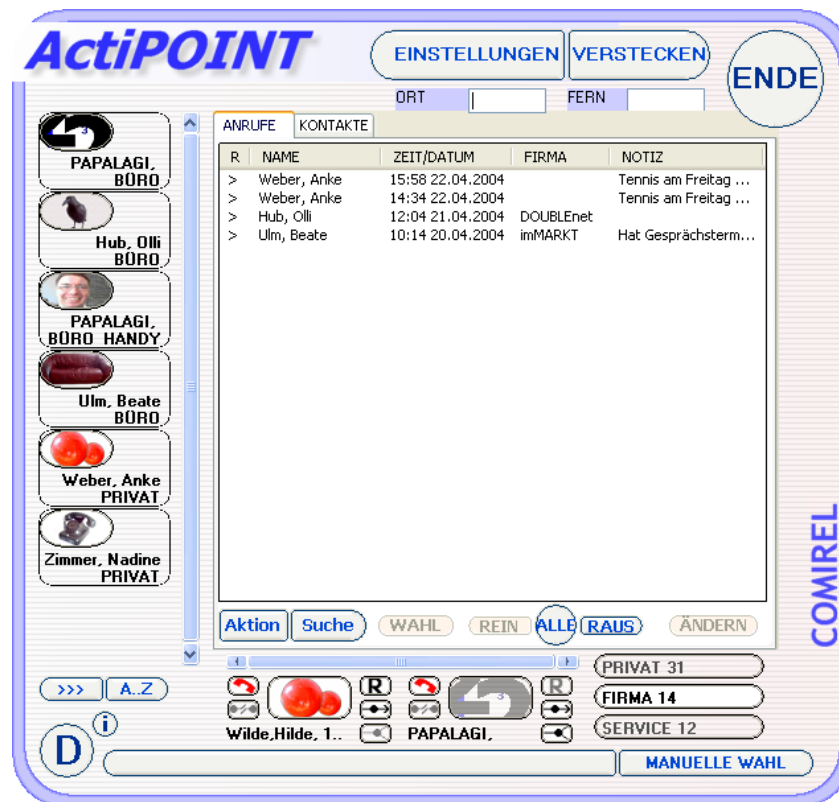 ActiPOINT
EINSTELLUNGEN VERSTECKEN ENDE
ORT FERN
ANRUFE KONTAKTE
R NAME ZEIT/DATUM FIRMA NOTIZ
> Weber, Anke 15:58 22.04.2004 Tennis am Freitag ...
> Weber, Anke 14:34 22.04.2004 Tennis am Freitag ...
> Hub, Olli 12:04 21.04.2004 DOUBLEnet
> Ulm, Beate 10:14 20.04.2004 imMARKT Hat Gesprächsterm...
3
PAPALAGI,
BÜRO
Hub, Olli
BÜRO
PAPALAGI,
BÜRO HANDY
Ulm, Beate
BÜRO
Weber, Anke
PRIVAT
Zimmer, Nadine
PRIVAT
COMIREL
Aktion Suche WAHL REIN ALLE RAUS ÄNDERN
>>> A..Z
R R
3
PRIVAT 31
FIRMA 14
SERVICE 12
Wilde,Hilde, 1.. PAPALAGI,
D i
MANUELLE WAHL